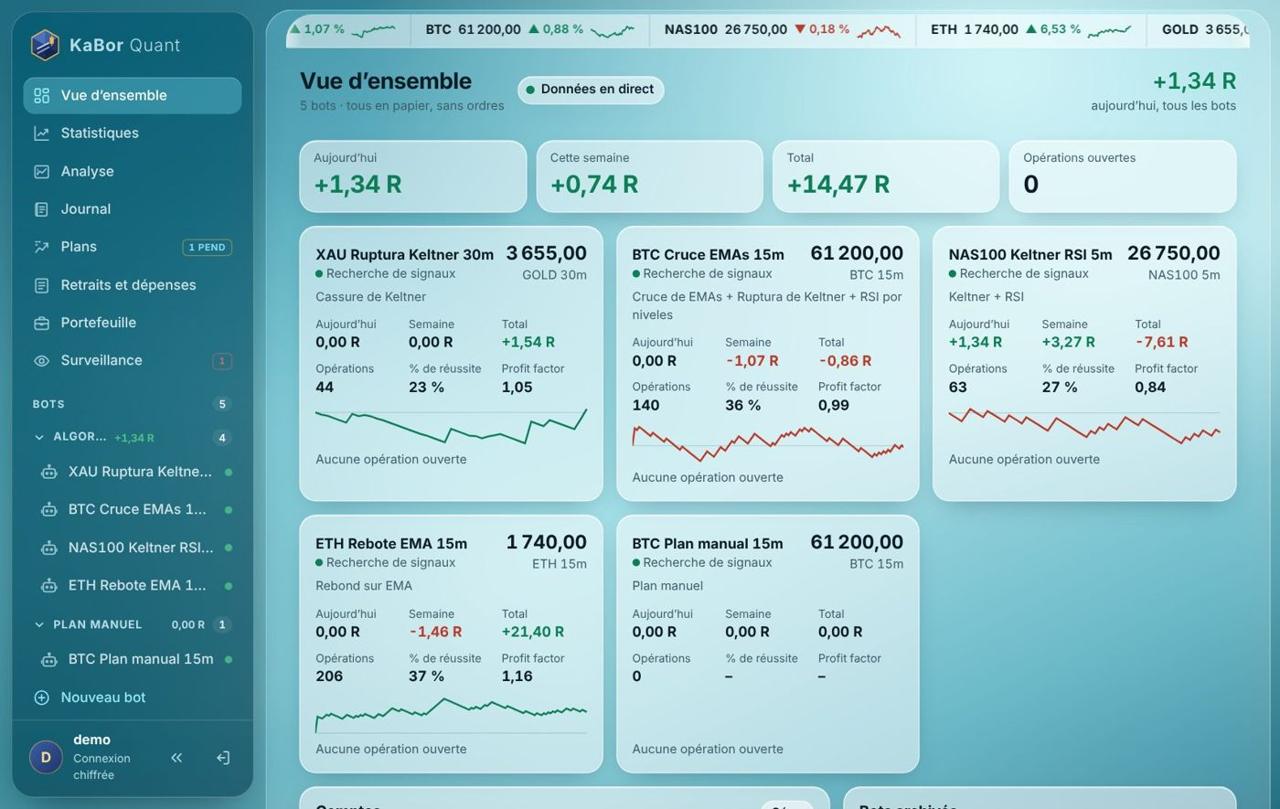 KaBor Quant
Vue d'ensemble
Statistiques
Analyse
Journal
Plans 1 PEND
Retraits et dépenses
Portefeuille
Surveillance 1
BOTS 5
ALGOR... +1,34 R 4
XAU Ruptura Keltne...
BTC Cruce EMAs 1...
NAS100 Keltner RSI...
ETH Rebote EMA 1...
PLAN MANUEL 0,00 R 1
BTC Plan manual 15m
Nouveau bot
D
demo
Connexion
chiffrée
▲ 1,07 % BTC 61 200,00 ▲ 0,88 % NAS100 26 750,00 ▼ 0,18 % ETH 1 740,00 ▲ 6,53 % GOLD 3 655,
Vue d'ensemble
5 bots · tous en papier, sans ordres
Données en direct
+1,34 R
aujourd'hui, tous les bots
Aujourd'hui
+1,34 R
Cette semaine
+0,74 R
Total
+14,47 R
Opérations ouvertes
0
XAU Ruptura Keltner 30m 3 655,00
Recherche de signaux GOLD 30m
Cassure de Keltner
Aujourd'hui Semaine Total
0,00 R 0,00 R +1,54 R
Opérations % de réussite Profit factor
44 23 % 1,05
Aucune opération ouverte
BTC Cruce EMAs 15m 61 200,00
Recherche de signaux BTC 15m
Cruce de EMAs + Ruptura de Keltner + RSI por
niveles
Aujourd'hui Semaine Total
0,00 R -1,07 R -0,86 R
Opérations % de réussite Profit factor
140 36 % 0,99
Aucune opération ouverte
NAS100 Keltner RSI 5m 26 750,00
Recherche de signaux NAS100 5m
Keltner + RSI
Aujourd'hui Semaine Total
+1,34 R +3,27 R -7,61 R
Opérations % de réussite Profit factor
63 27 % 0,84
Aucune opération ouverte
ETH Rebote EMA 15m 1 740,00
Recherche de signaux ETH 15m
Rebond sur EMA
Aujourd'hui Semaine Total
0,00 R -1,46 R +21,40 R
Opérations % de réussite Profit factor
206 37 % 1,16
Aucune opération ouverte
BTC Plan manual 15m 61 200,00
Recherche de signaux BTC 15m
Plan manuel
Aujourd'hui Semaine Total
0,00 R 0,00 R 0,00 R
Opérations % de réussite Profit factor
0 – –
Aucune opération ouverte